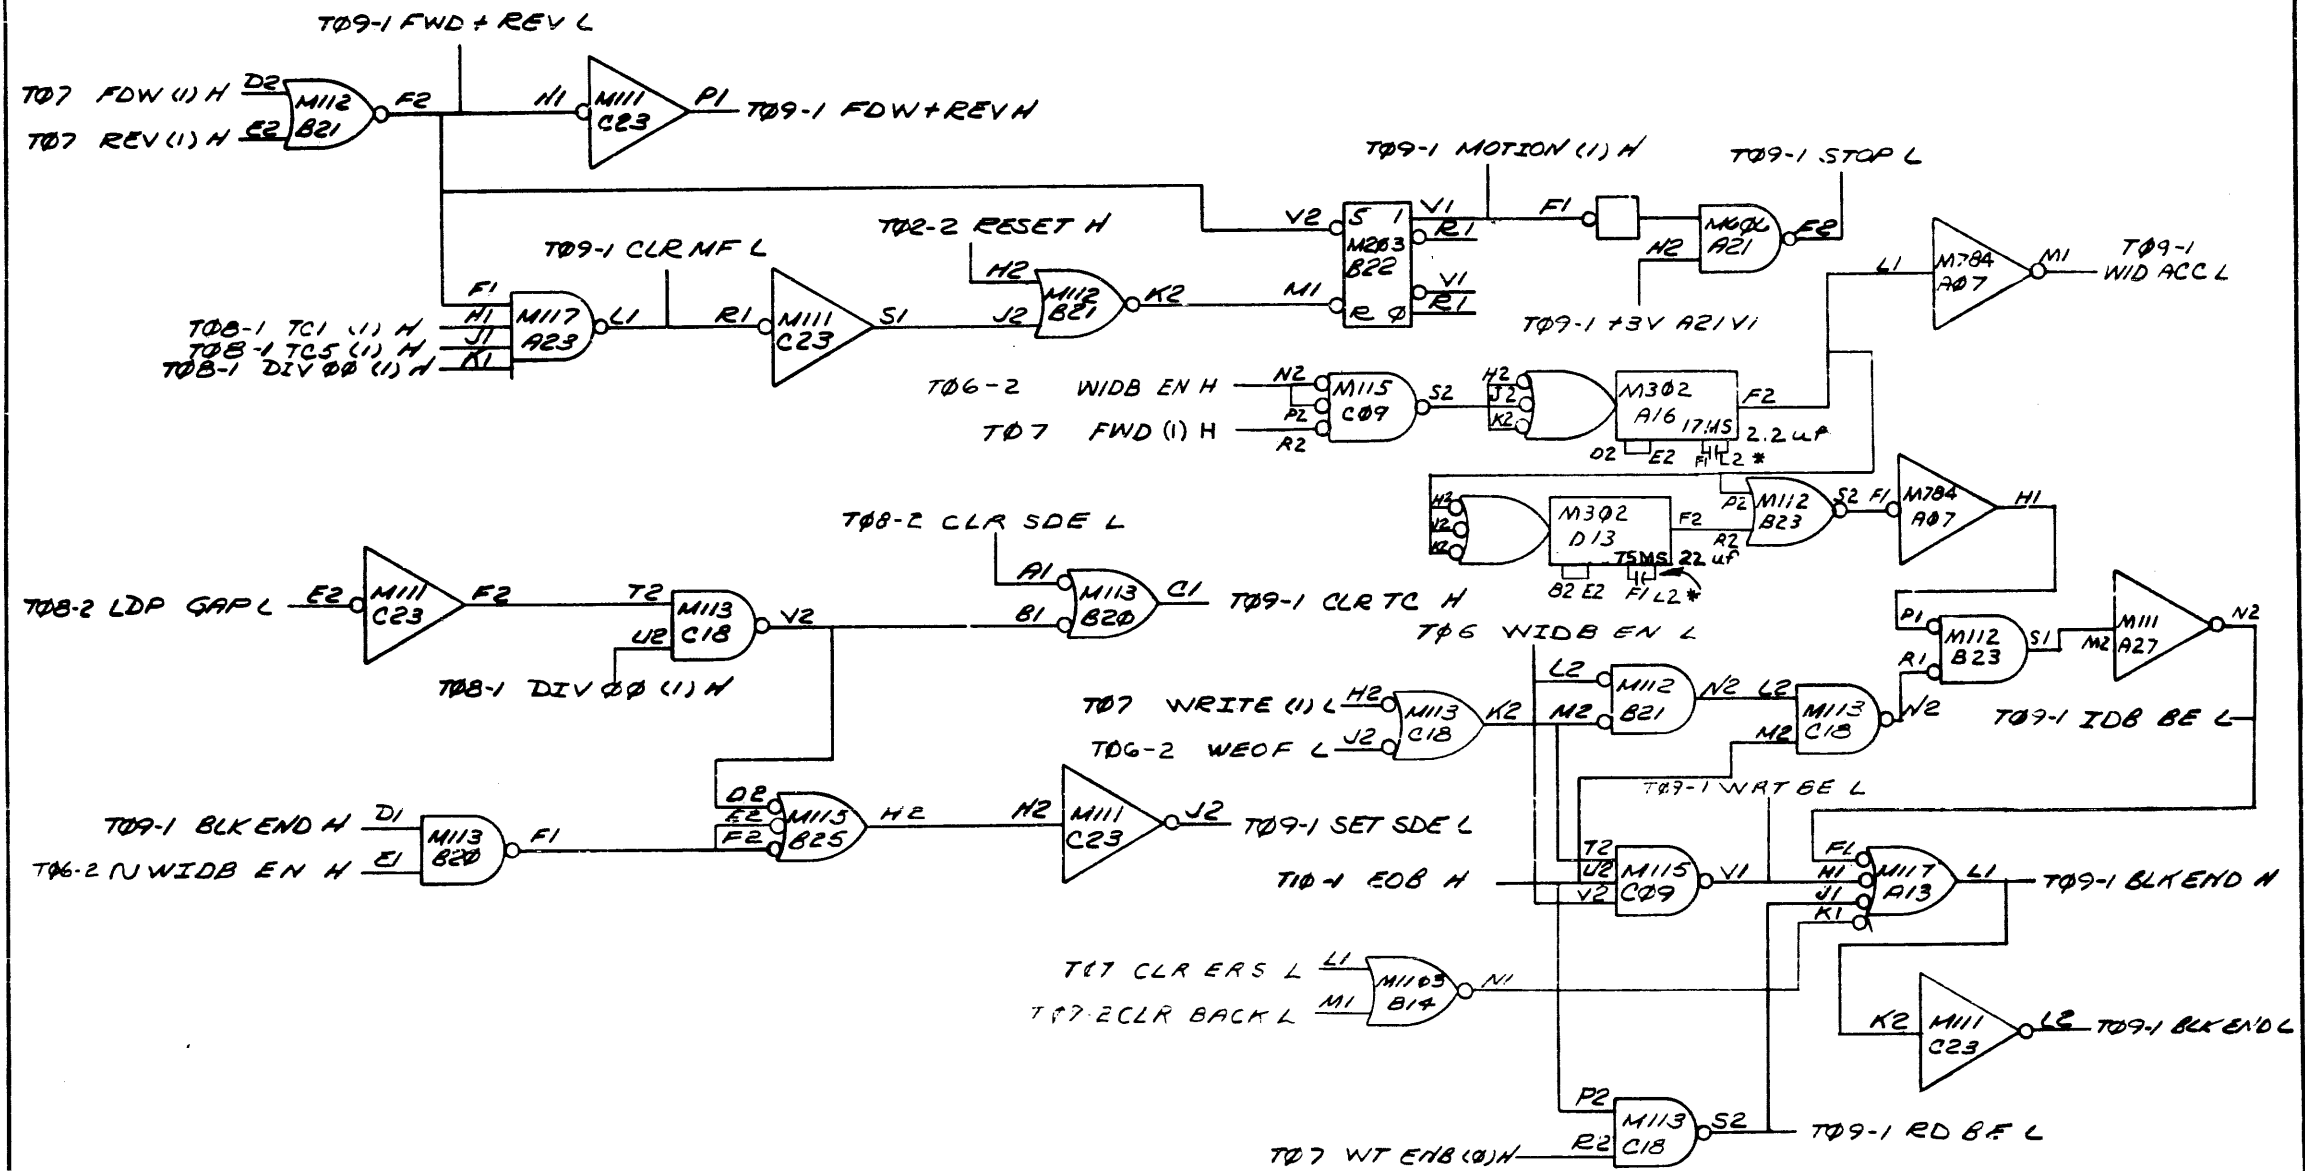 TØ9-1 FWD + REV L
TØ7 FDW (1) H
D2
M112
B21
F2
TØ7 REV (1) H
E2
H1
M111
C23
P1
TØ9-1 FDW + REV H
TØ9-1 CLR MF L
F1
TØ8-1 TC1 (1) H
H1
TØ8-1 TC5 (1) H
J1
TØ8-1 DIV ØØ (1) H
K1
M117
A23
L1
R1
M111
C23
S1
TØ2-2 RESET H
H2
J2
M112
B21
K2
TØ9-1 MOTION (1) H
V2
S 1
M203
B22
R Ø
M1
V1
R1
V1
R1
F1
TØ9-1 STOP L
M606
A21
F2
H2
TØ9-1 +3V A21V1
L1
M784
AØ7
M1
TØ9-1
WID ACC L
TØ6-2 WIDB EN H
N2
P2
TØ7 FWD (1) H
R2
M115
CØ9
S2
H2
J2
K2
M3Ø2
A16
17MS
F2
2.2 uf
D2 E2 F1 L2 *
H2
J2
K2
M3Ø2
D13
75MS
22 uf
F2
B2 E2 F1 L2 *
P2
R2
M112
B23
S2
F1
M784
AØ7
H1
TØ8-2 CLR SDE L
TØ8-2 LDP GAP L
E2
M111
C23
F2
T2
U2
M113
C18
V2
TØ8-1 DIV ØØ (1) H
A1
B1
M113
B2Ø
C1
TØ9-1 CLR TC H
TØ6 WIDB EN L
TØ7 WRITE (1) L
H2
TØ6-2 WEOF L
J2
M113
C18
K2
L2
M2
M112
B21
N2
L2
M2
M113
C18
N2
P1
R1
M112
B23
S1
M2
M111
A27
N2
TØ9-1 IDB BE L
TØ9-1 BLK END H
D1
TØ6-2 N WIDB EN H
E1
M113
B2Ø
F1
D2
E2
F2
M115
B25
H2
H2
M111
C23
J2
TØ9-1 SET SDE L
TØ9-1 WRT BE L
T1Ø-1 EOB H
T2
U2
V2
M115
CØ9
V1
F1
H1
J1
K1
M117
A13
L1
TØ9-1 BLK END H
TØ7 CLR ERS L
L1
TØ7-2 CLR BACK L
M1
M1103
B14
N1
K2
M111
C23
L2
TØ9-1 BLK END L
P2
TØ7 WT ENB (Ø) H
R2
M113
C18
S2
TØ9-1 RD BE L